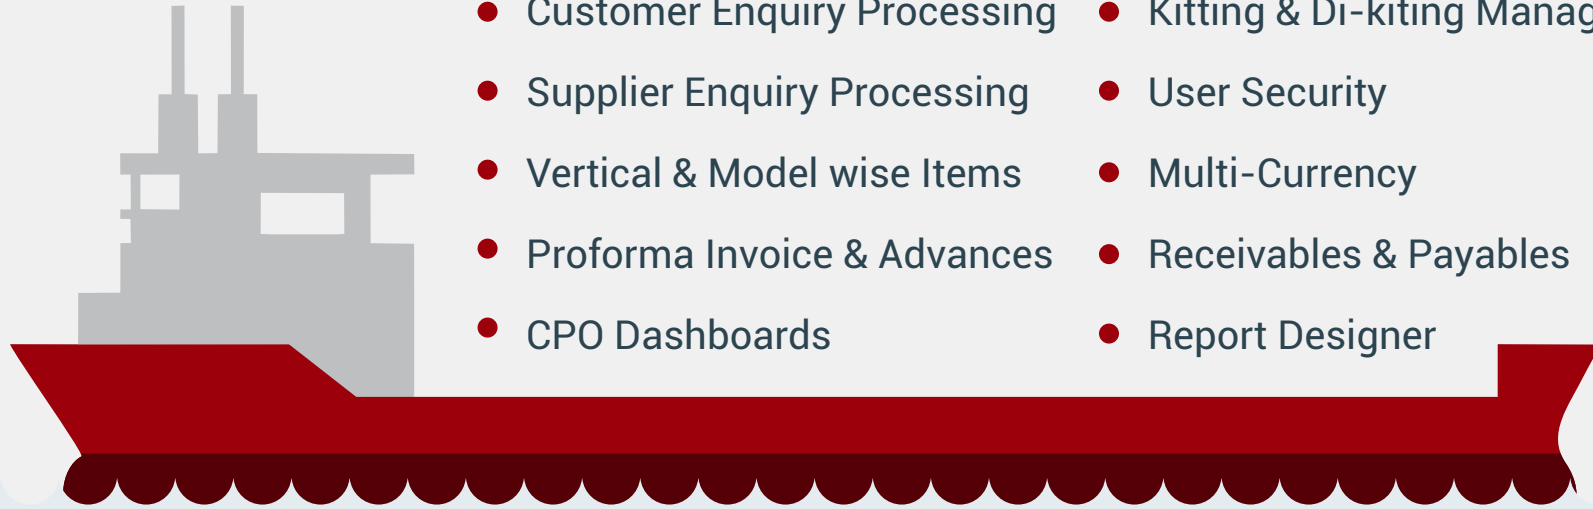 Customer Enquiry Processing
Supplier Enquiry Processing
Vertical & Model wise Items
Proforma Invoice & Advances
CPO Dashboards
Kitting & Di-kiting Manag
User Security
Multi-Currency
Receivables & Payables
Report Designer